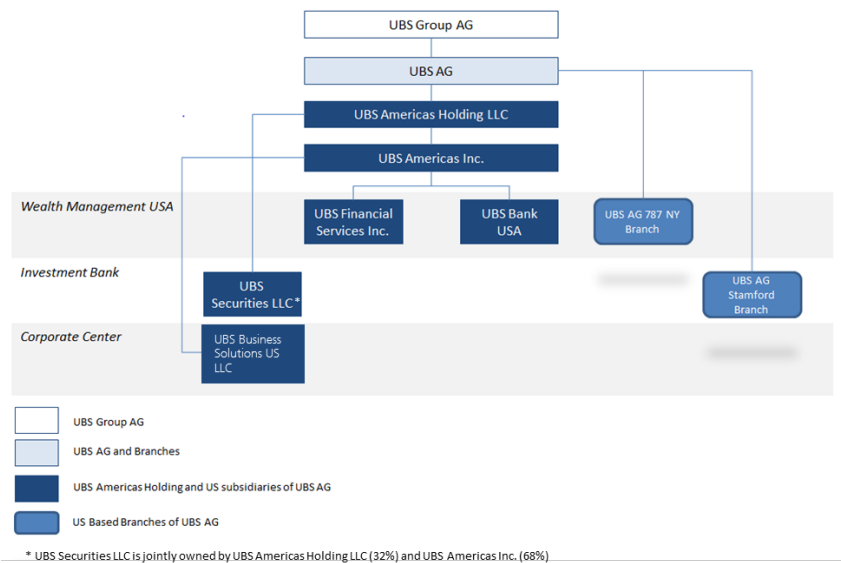 UBS Group AG
UBS AG
UBS Americas Holding LLC
UBS Americas Inc.
Wealth Management USA
UBS Financial
Services Inc.
UBS Bank
USA
UBS AG 787 NY
Branch
Investment Bank
UBS
Securities LLC*
UBS AG
Stamford
Branch
Corporate Center
UBS Business
Solutions US
LLC
UBS Group AG
UBS AG and Branches
UBS Americas Holding and US subsidiaries of UBS AG
US Based Branches of UBS AG
* UBS Securities LLC is jointly owned by UBS Americas Holding LLC (32%) and UBS Americas Inc. (68%)